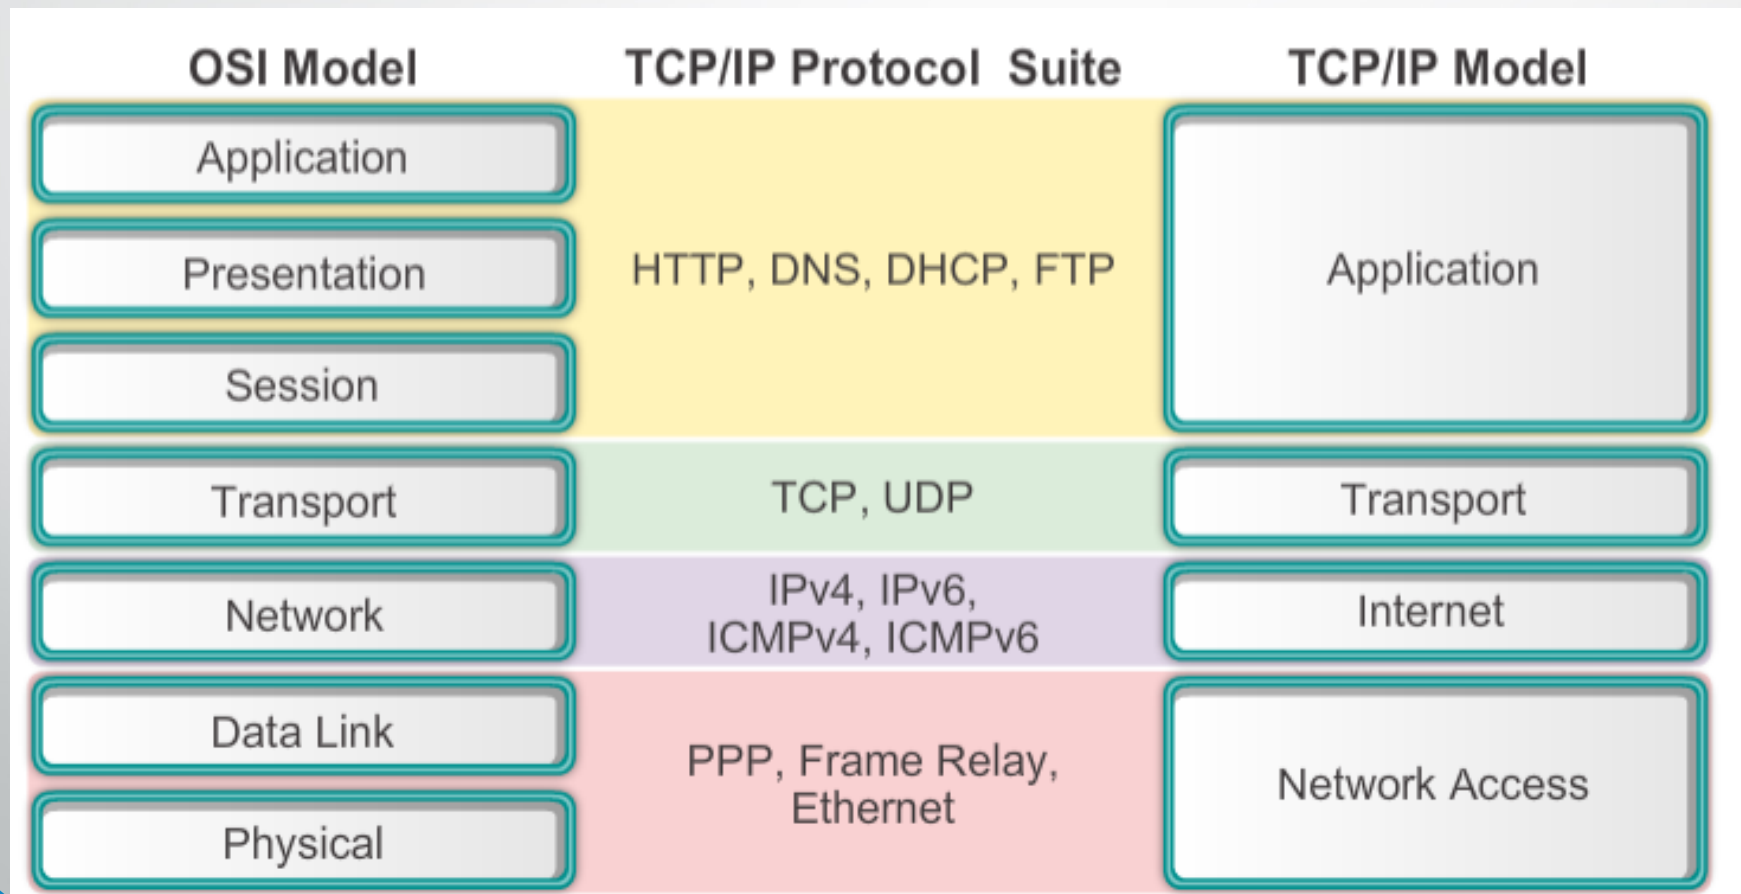 OSI Model
TCP/IP Protocol Suite
TCP/IP Model
Application
Presentation
Session
HTTP, DNS, DHCP, FTP
Application
Transport
TCP, UDP
Transport
Network
IPv4, IPv6,
ICMPv4, ICMPv6
Internet
Data Link
Physical
PPP, Frame Relay,
Ethernet
Network Access